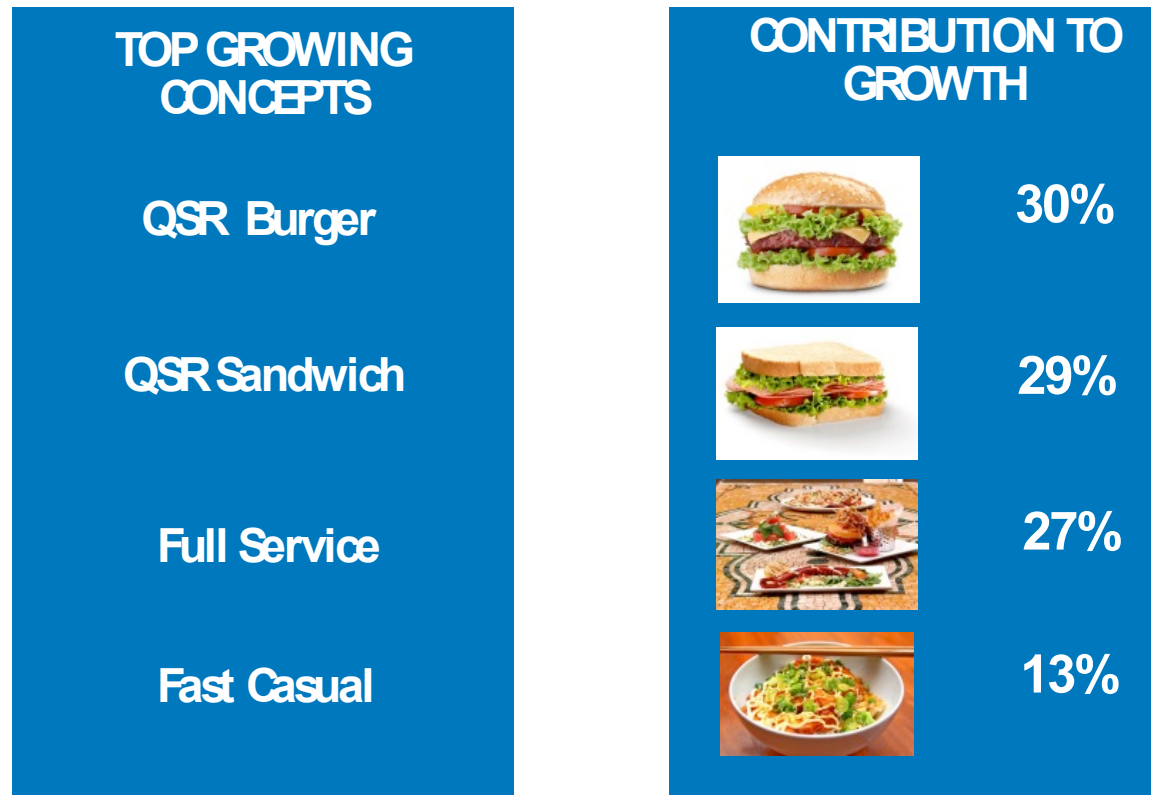 TOP GROWING
CONCEPTS
QSR Burger
QSR Sandwich
Full Service
Fast Casual
CONTRIBUTION TO
GROWTH
30%
29%
27%
13%